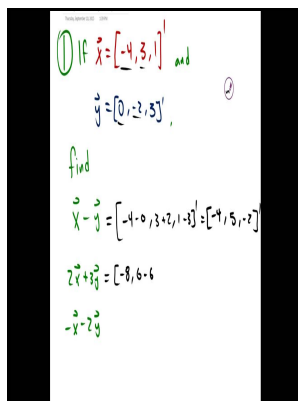 ① If x⃗ = [-4, 3, 1]' and
y⃗ = [0, -2, 3]',
find
x⃗ - y⃗ = [-4-0, 3+2, 1-3]' = [-4, 5, -2]'
2x⃗ + 3y⃗ = [-8, 6-6
-x⃗ - 2y⃗